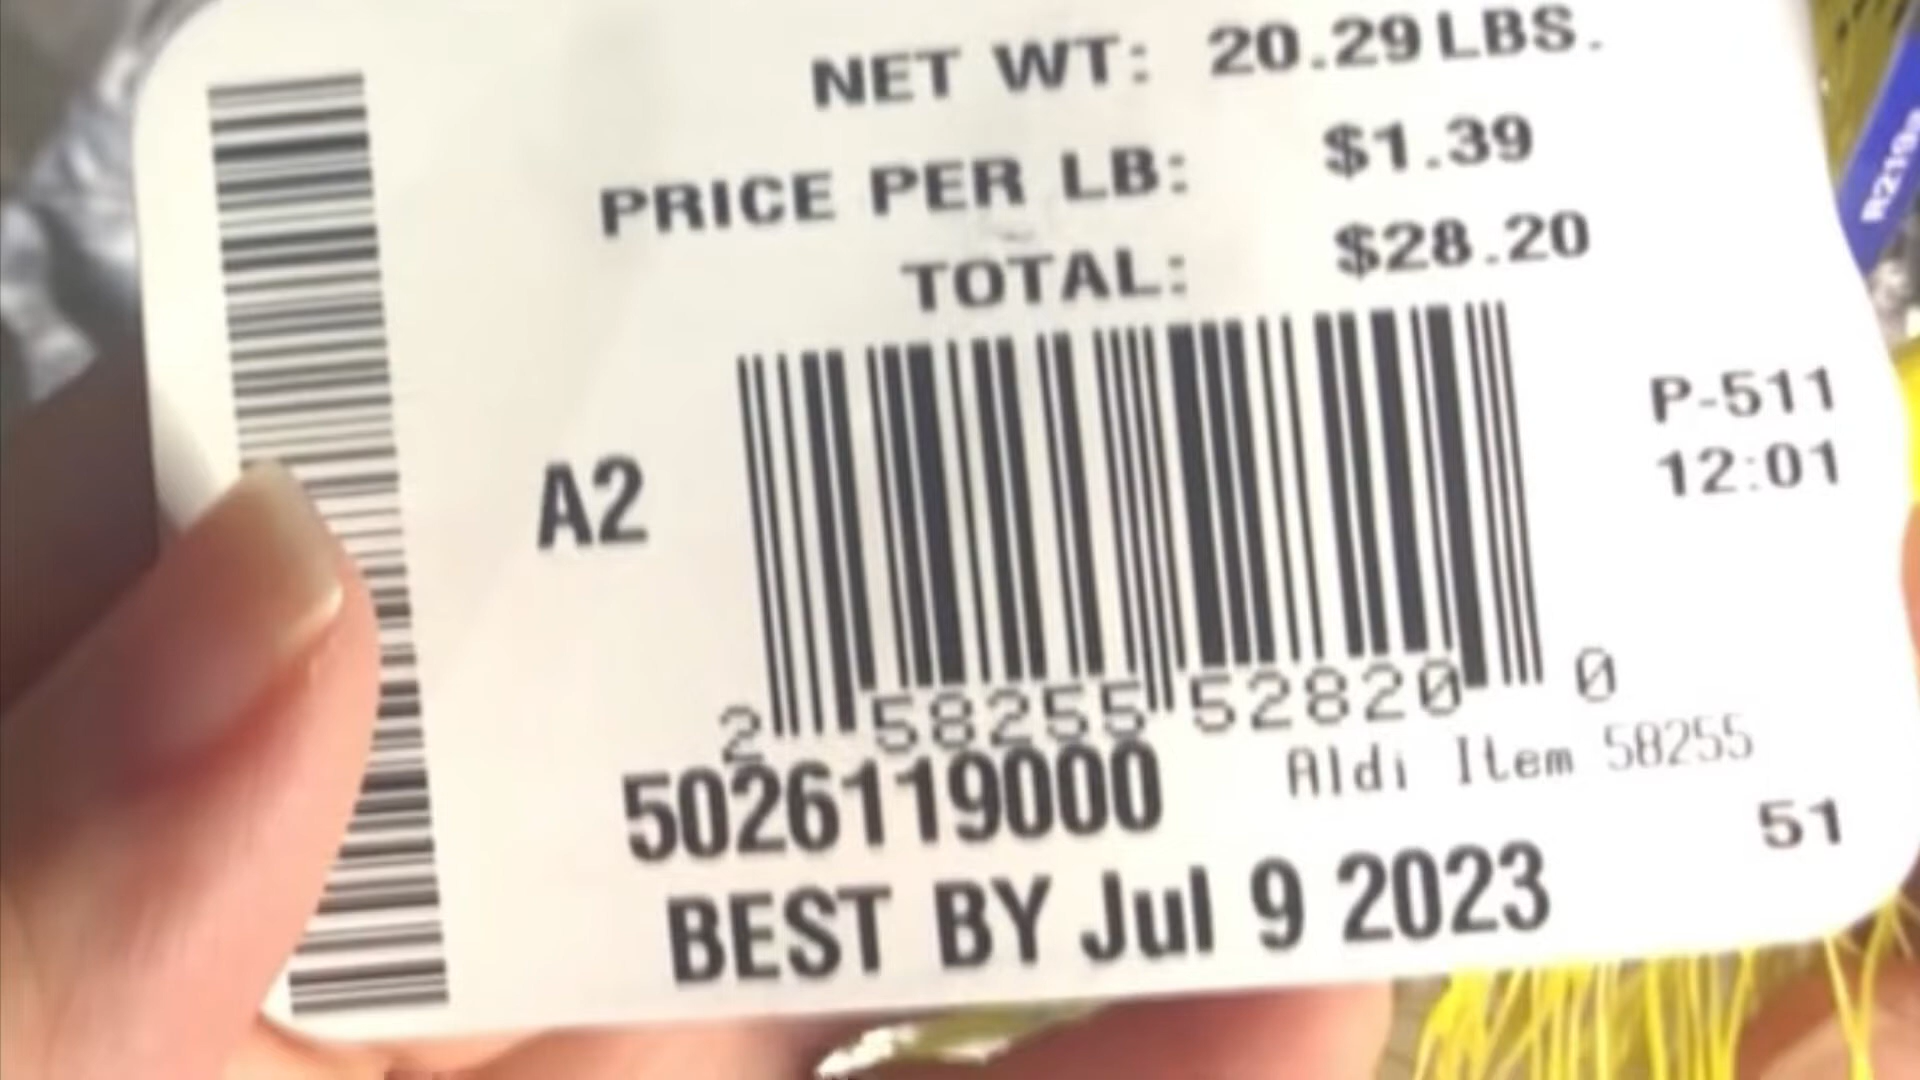 NET WT: 20.29 LBS.
PRICE PER LB: $1.39
TOTAL: $28.20
A2
P-511
12:01
2 58255 52820 0
5026119000
Aldi Item 58255
51
BEST BY Jul 9 2023